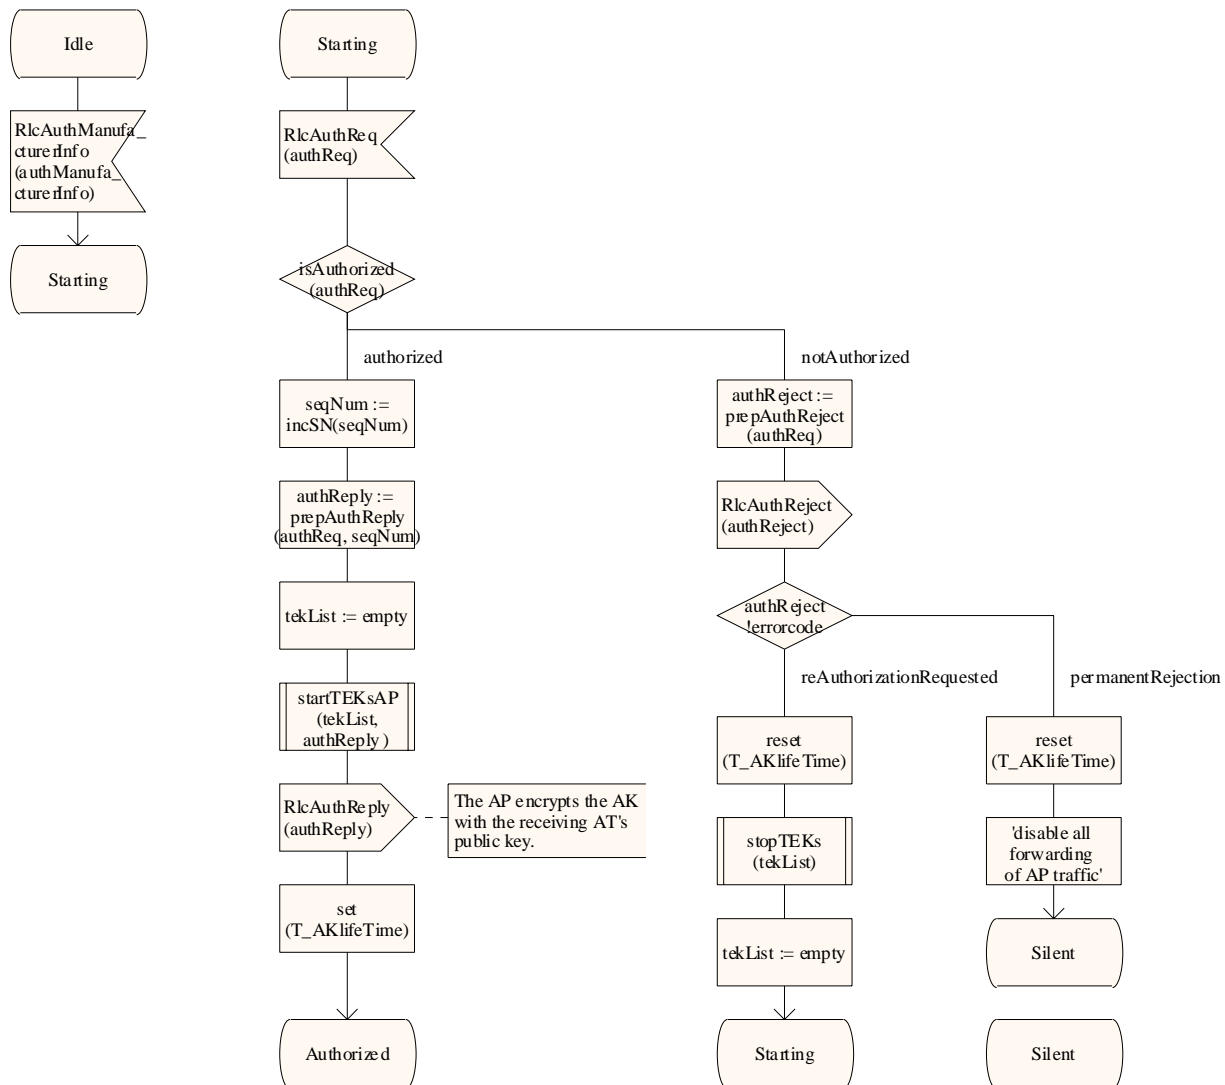 Idle
RlcAuthManufa_
cturerInfo
(authManufa_
cturerInfo)
Starting
Starting
RlcAuthReq
(authReq)
isAuthorized
(authReq)
authorized
notAuthorized
seqNum :=
incSN(seqNum)
authReply :=
prepAuthReply
(authReq, seqNum)
tekList := empty
startTEKsAP
(tekList,
authReply )
RlcAuthReply
(authReply)
The AP encrypts the AK
with the receiving AT's
public key.
set
(T_AKlifeTime)
Authorized
authReject :=
prepAuthReject
(authReq)
RlcAuthReject
(authReject)
authReject
!errorcode
reAuthorizationRequested
permanentRejection
reset
(T_AKlifeTime)
stopTEKs
(tekList)
tekList := empty
Starting
reset
(T_AKlifeTime)
'disable all
forwarding
of AP traffic'
Silent
Silent